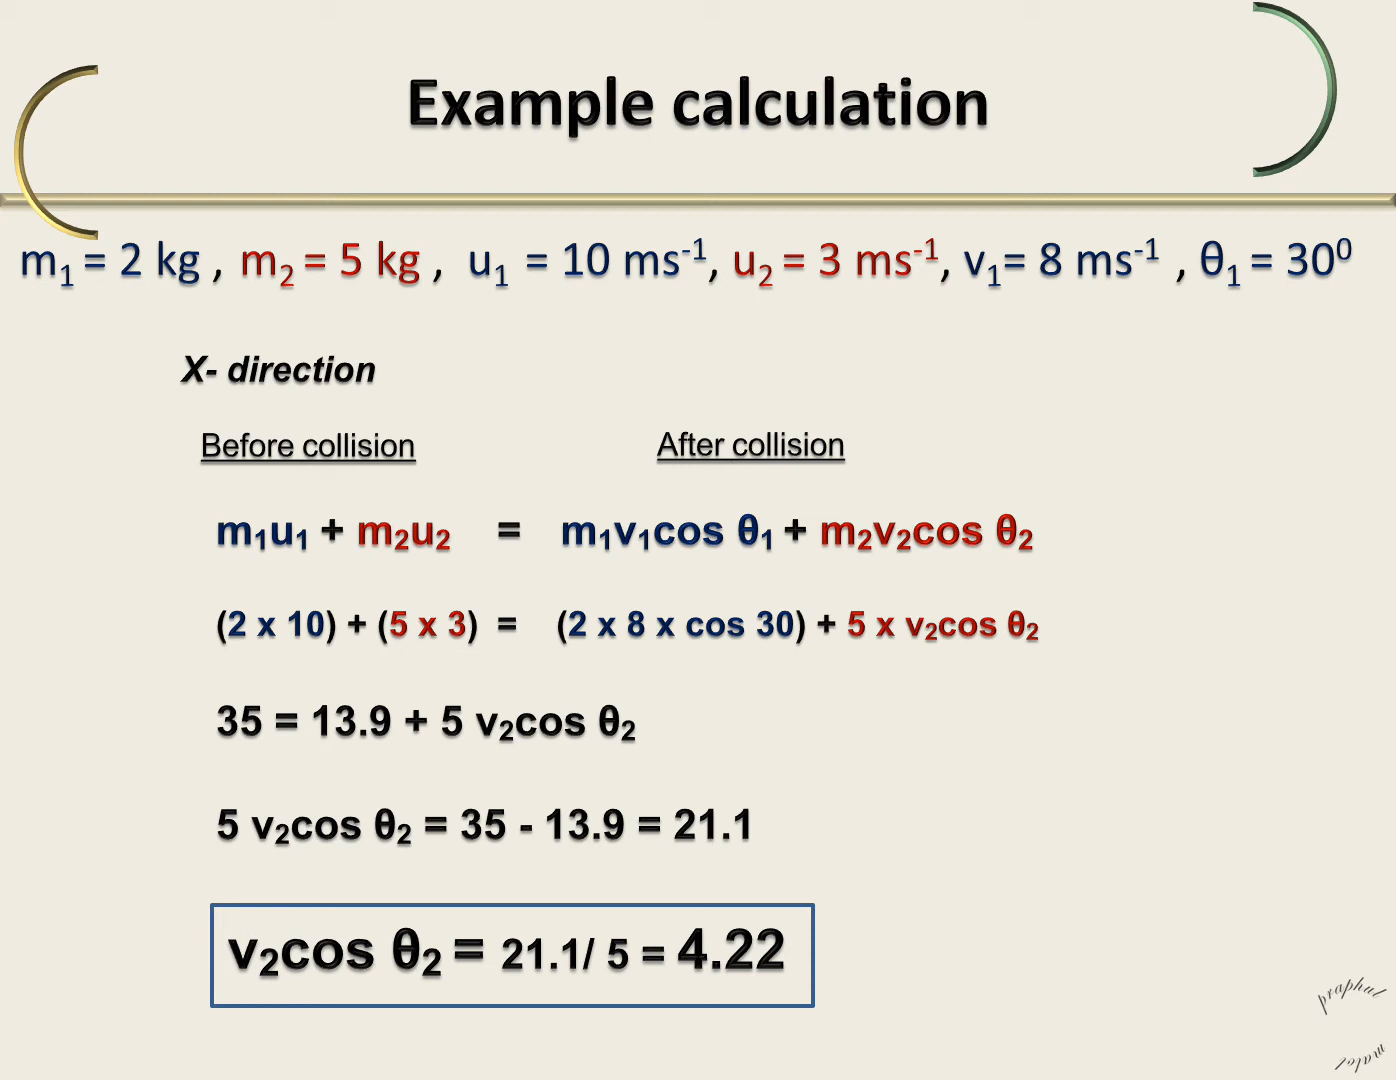 Example calculation
m₁ = 2 kg , m₂ = 5 kg , u₁ = 10 ms⁻¹, u₂ = 3 ms⁻¹, v₁= 8 ms⁻¹ , θ₁ = 30⁰
X- direction
Before collision After collision
m₁u₁ + m₂u₂ = m₁v₁cos θ₁ + m₂v₂cos θ₂
(2 x 10) + (5 x 3) = (2 x 8 x cos 30) + 5 x v₂cos θ₂
35 = 13.9 + 5 v₂cos θ₂
5 v₂cos θ₂ = 35 - 13.9 = 21.1
v₂cos θ₂ = 21.1/ 5 = 4.22
praphul